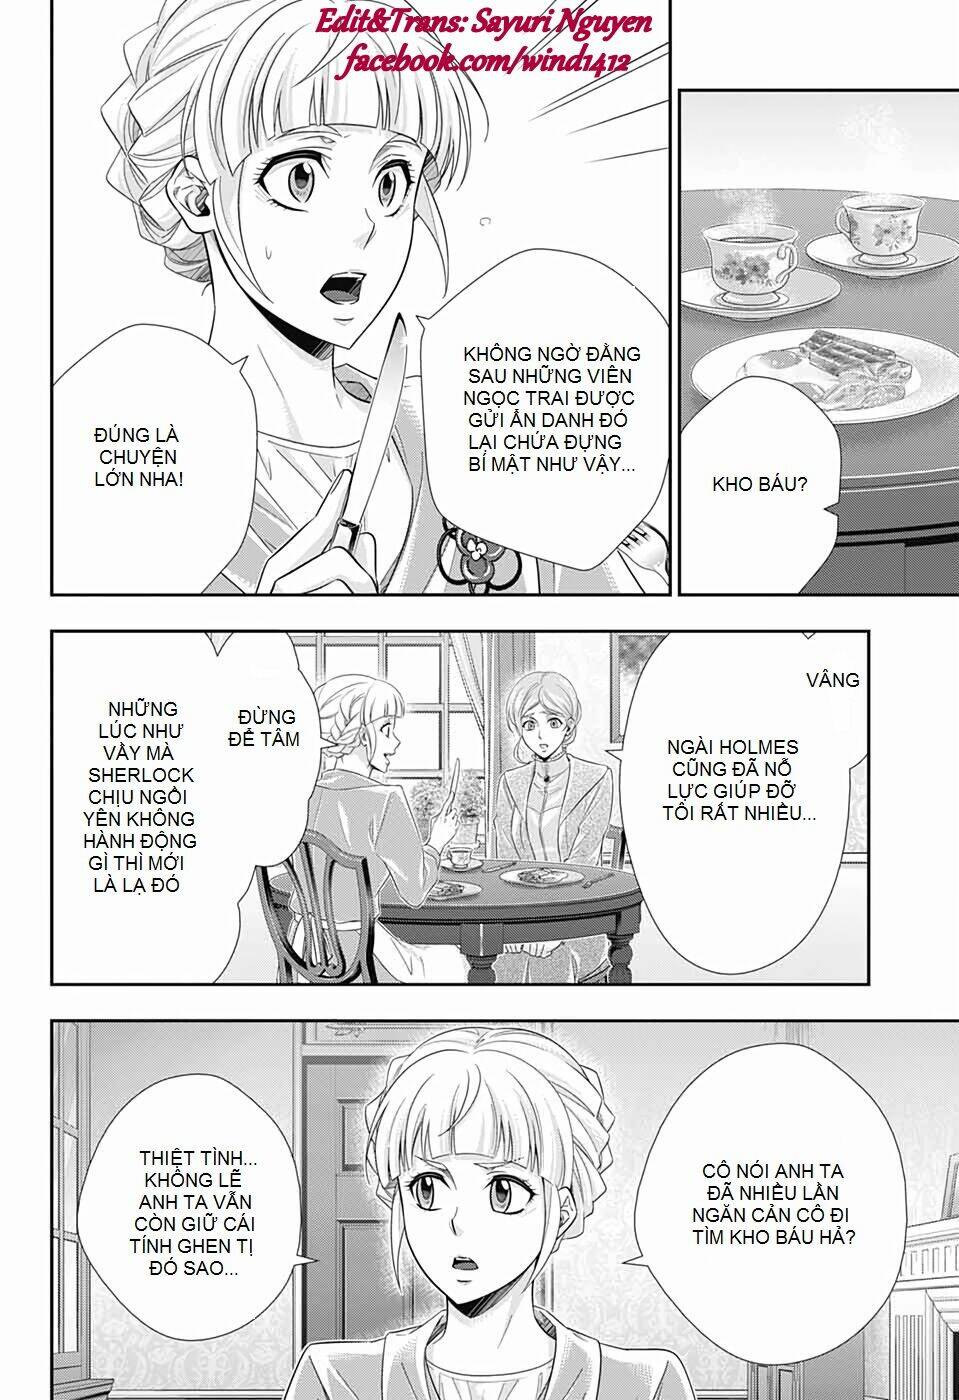 Edit&Trans: Sayuri Nguyen
facebook.com/wind1412
KHO BÁU?
KHÔNG NGỜ ĐẰNG
SAU NHỮNG VIÊN
NGỌC TRAI ĐƯỢC
GỬI ẨN DANH ĐÓ
LẠI CHỨA ĐỰNG
BÍ MẬT NHƯ VẬY...
ĐÚNG LÀ
CHUYỆN
LỚN NHA!
VÂNG
NGÀI HOLMES
CŨNG ĐÃ NỖ
LỰC GIÚP ĐỠ
TÔI RẤT NHIỀU...
ĐỪNG
ĐỂ TÂM
NHỮNG
LÚC NHƯ
VẦY MÀ
SHERLOCK
CHỊU NGỒI
YÊN KHÔNG
HÀNH ĐỘNG
GÌ THÌ MỚI
LÀ LẠ ĐÓ
CÔ NÓI ANH TA
ĐÃ NHIỀU LẦN
NGĂN CẢN CÔ ĐI
TÌM KHO BÁU HẢ?
THIỆT TÌNH...
KHÔNG LẼ
ANH TA VẪN
CÒN GIỮ CÁI
TÍNH GHEN TỊ
ĐÓ SAO...